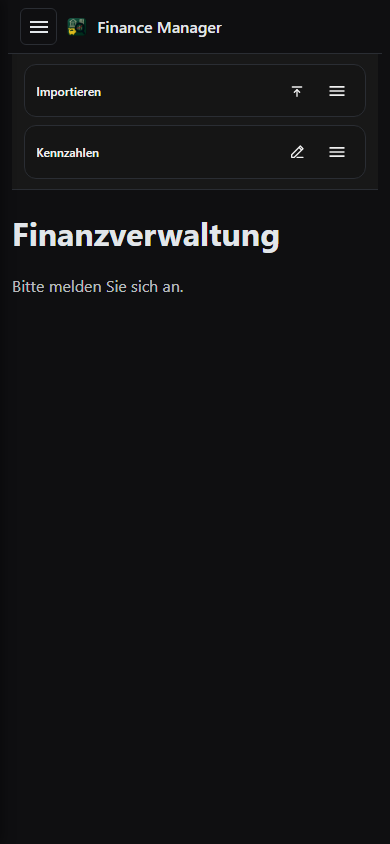 Finance Manager
Importieren
Kennzahlen
Finanzverwaltung
Bitte melden Sie sich an.